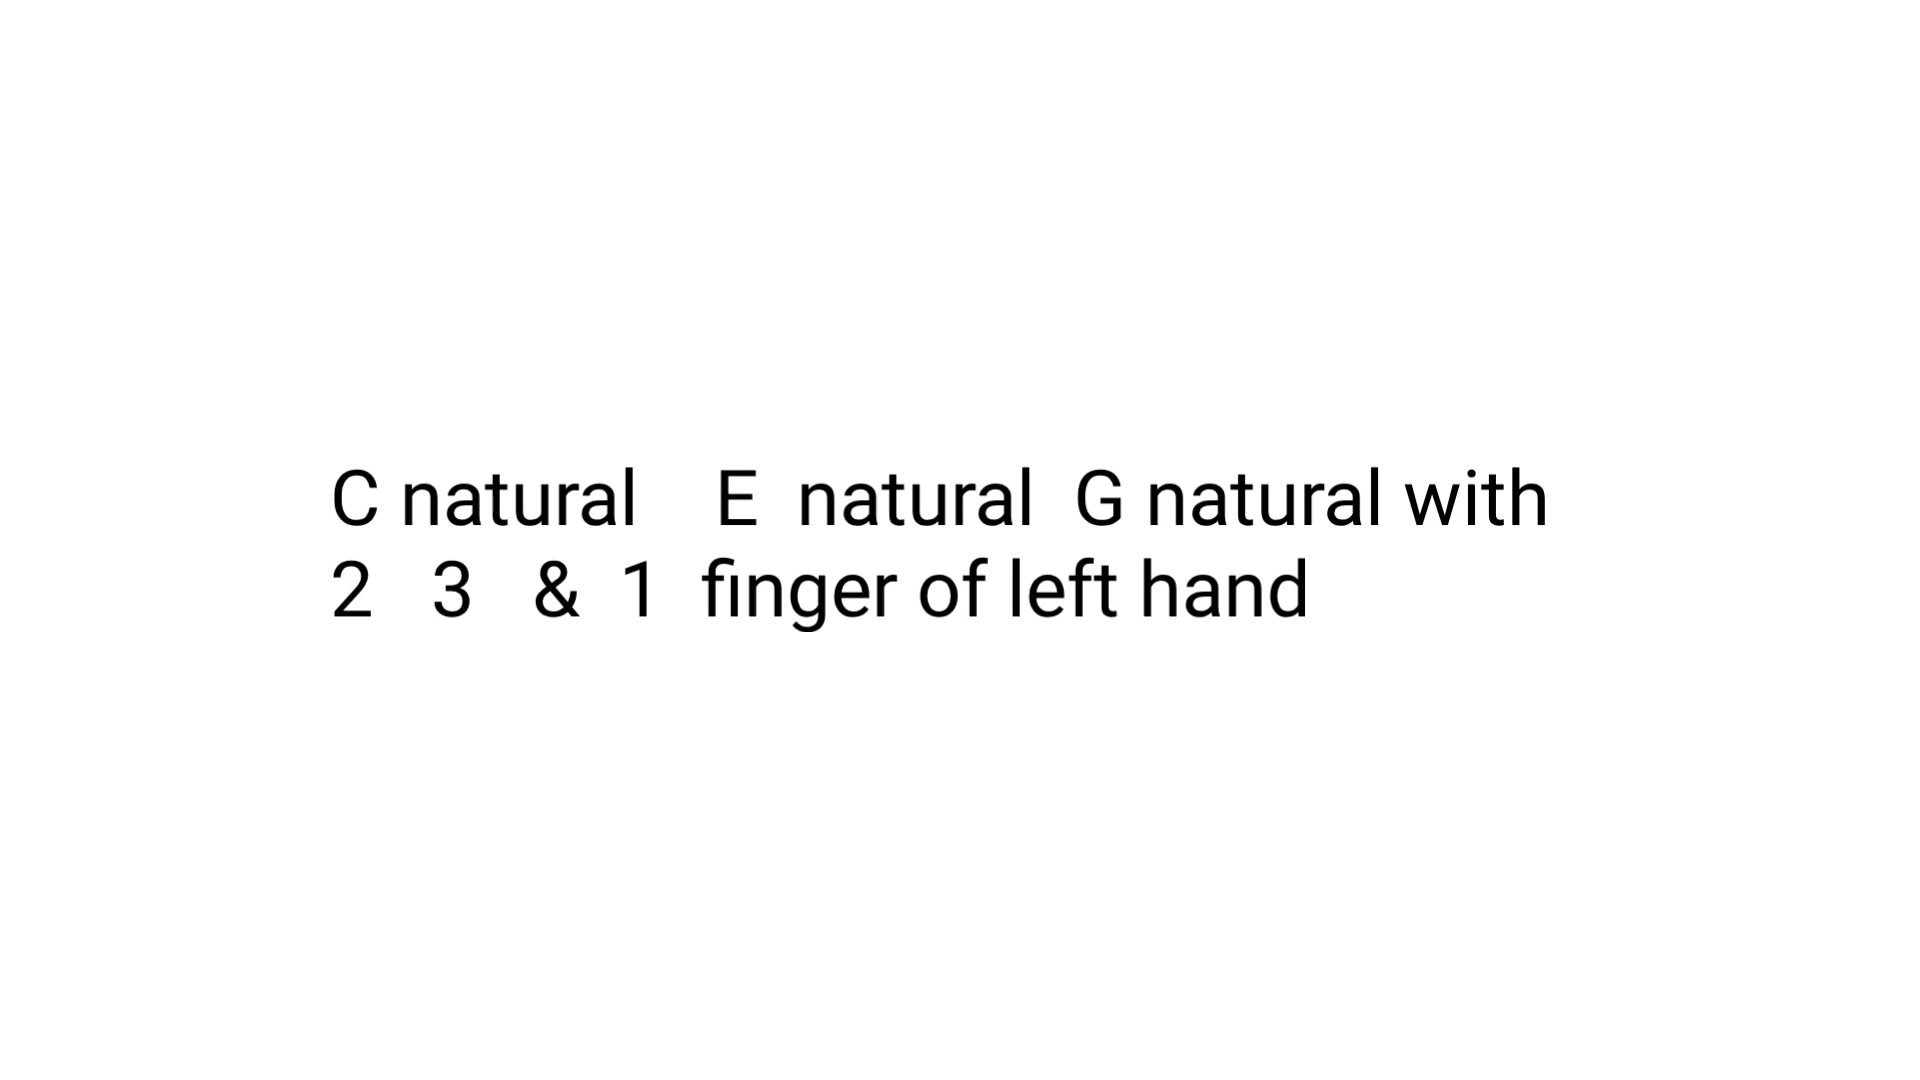 C natural    E  natural  G natural with
2   3   &  1  finger of left hand